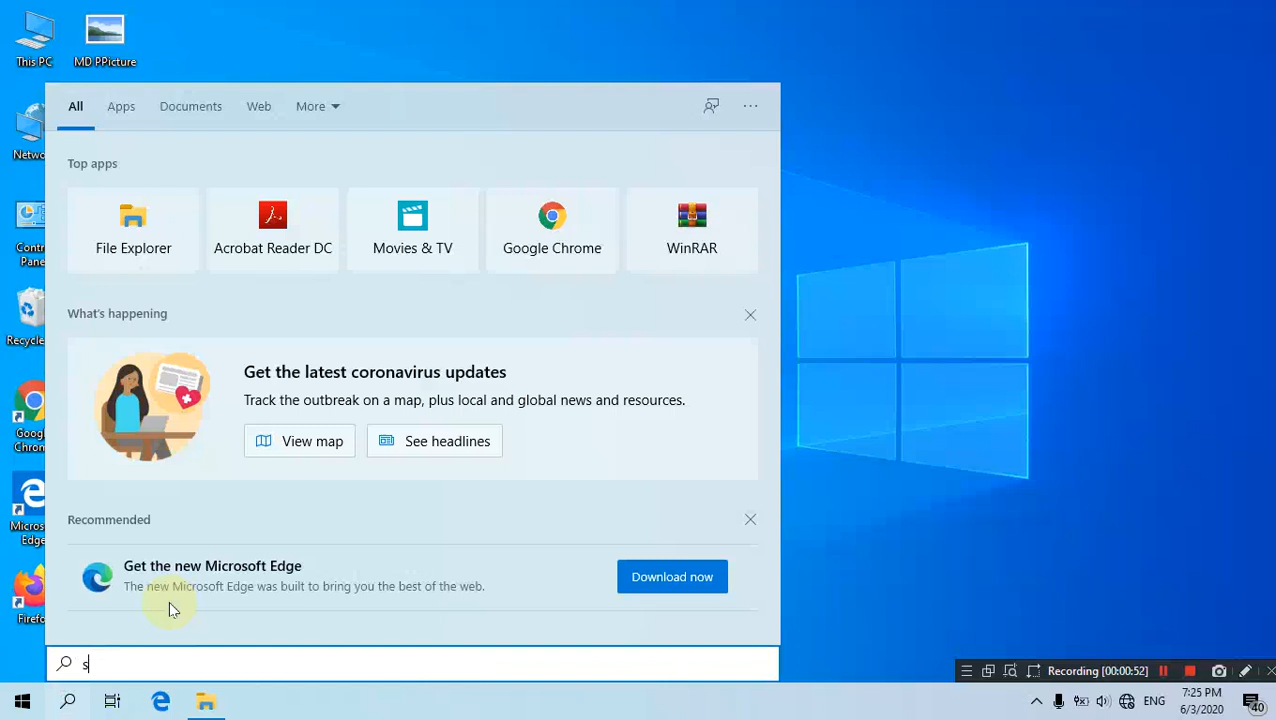 This PC
MD PPicture
All
Apps
Documents
Web
More
Top apps
File Explorer
Acrobat Reader DC
Movies & TV
Google Chrome
WinRAR
What's happening
Get the latest coronavirus updates
Track the outbreak on a map, plus local and global news and resources.
View map
See headlines
Recommended
Get the new Microsoft Edge
The new Microsoft Edge was built to bring you the best of the web.
Download now
Netwo
Contr
Pane
Recycle
Goog
Chro
Micros
Edge
Firefo
s
Recording [00:00:52]
ENG
7:25 PM
6/3/2020
40